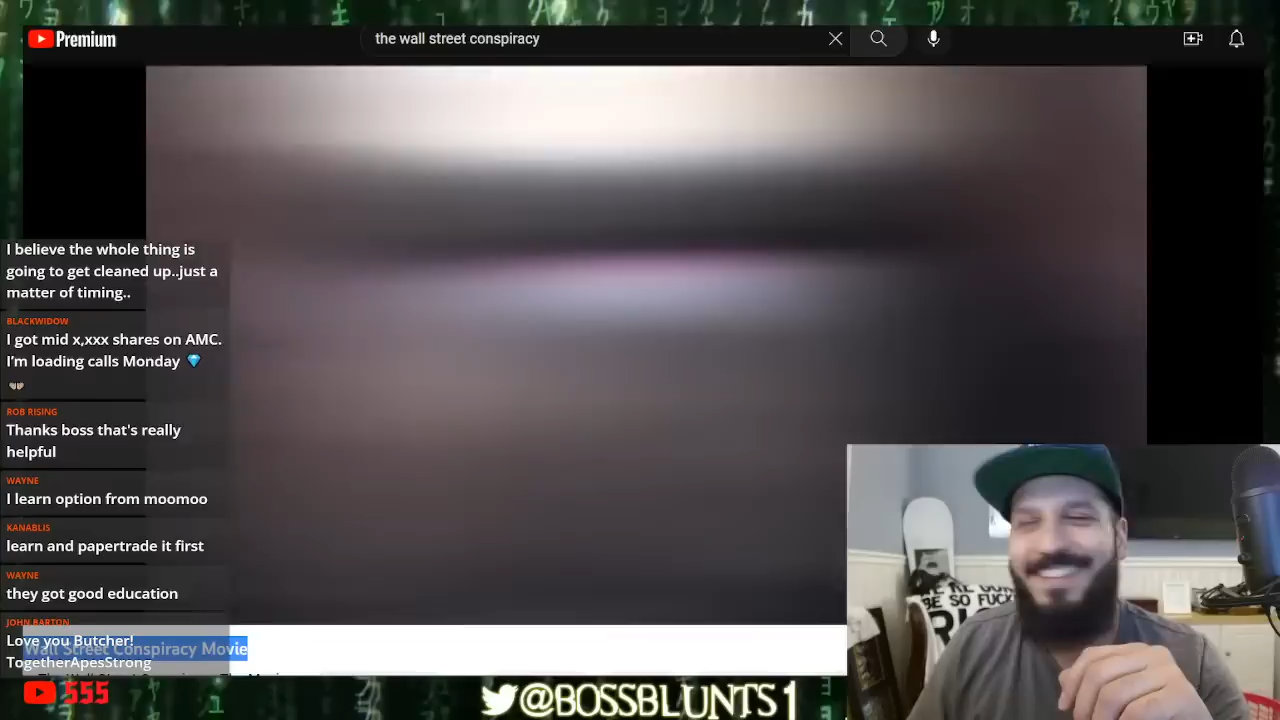 Premium
the wall street conspiracy
I believe the whole thing is
going to get cleaned up..just a
matter of timing..
BLACKWIDOW
I got mid x,xxx shares on AMC.
I'm loading calls Monday 💎
👐🏼
ROB RISING
Thanks boss that's really
helpful
WAYNE
I learn option from moomoo
KANABLIS
learn and papertrade it first
WAYNE
they got good education
JOHN BARTON
Love you Butcher!
TogetherApesStrong
Wall Street Conspiracy Movie
555
@BOSSBLUNTS1
BE SO FUC